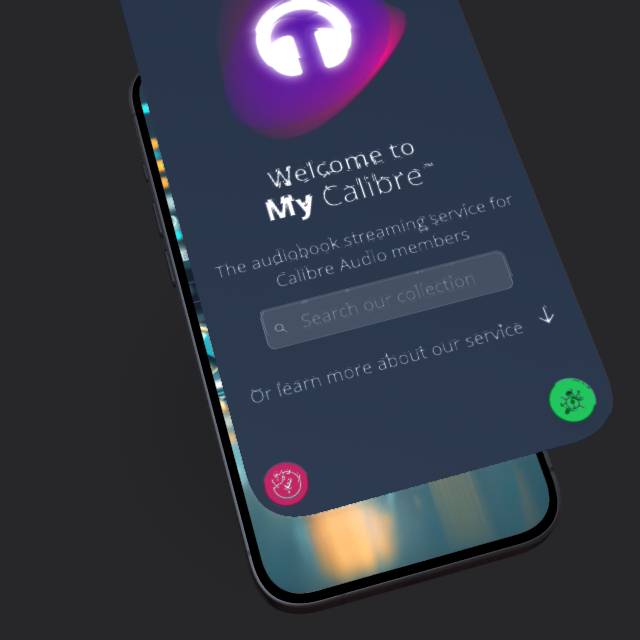 Welcome to
My Calibre™
The audiobook streaming service for
Calibre Audio members
Search our collection
Or learn more about our service